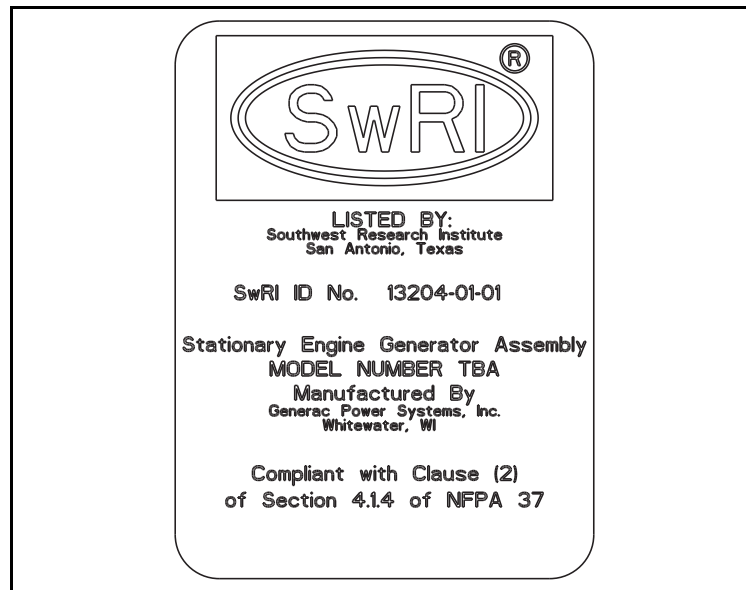 ®
SwRI
LISTED BY:
Southwest Research Institute
San Antonio, Texas
SwRI ID No. 13204-01-01
Stationary Engine Generator Assembly
MODEL NUMBER TBA
Manufactured By
Generac Power Systems, Inc.
Whitewater, WI
Compliant with Clause (2)
of Section 4.1.4 of NFPA 37